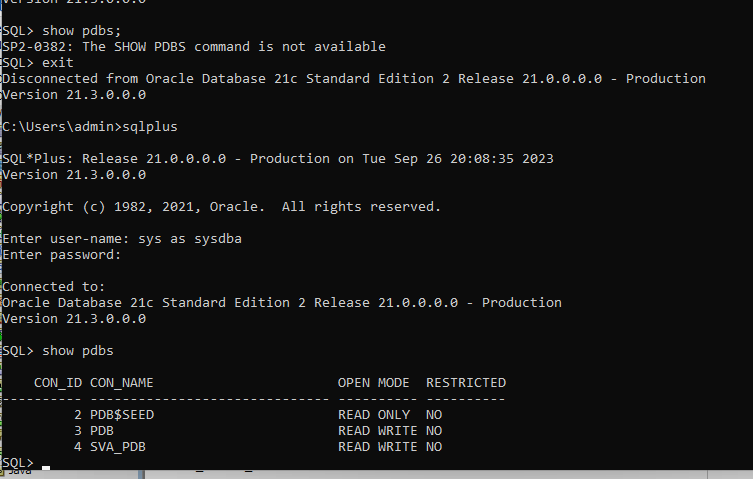 Version 21.3.0.0.0
SQL> show pdbs;
SP2-0382: The SHOW PDBS command is not available
SQL> exit
Disconnected from Oracle Database 21c Standard Edition 2 Release 21.0.0.0.0 - Production
Version 21.3.0.0.0
C:\Users\admin>sqlplus
SQL*Plus: Release 21.0.0.0.0 - Production on Tue Sep 26 20:08:35 2023
Version 21.3.0.0.0
Copyright (c) 1982, 2021, Oracle.  All rights reserved.
Enter user-name: sys as sysdba
Enter password:
Connected to:
Oracle Database 21c Standard Edition 2 Release 21.0.0.0.0 - Production
Version 21.3.0.0.0
SQL> show pdbs
    CON_ID CON_NAME                       OPEN MODE  RESTRICTED
---------- ------------------------------ ---------- ----------
         2 PDB$SEED                       READ ONLY  NO
         3 PDB                            READ WRITE NO
         4 SVA_PDB                        READ WRITE NO
SQL>